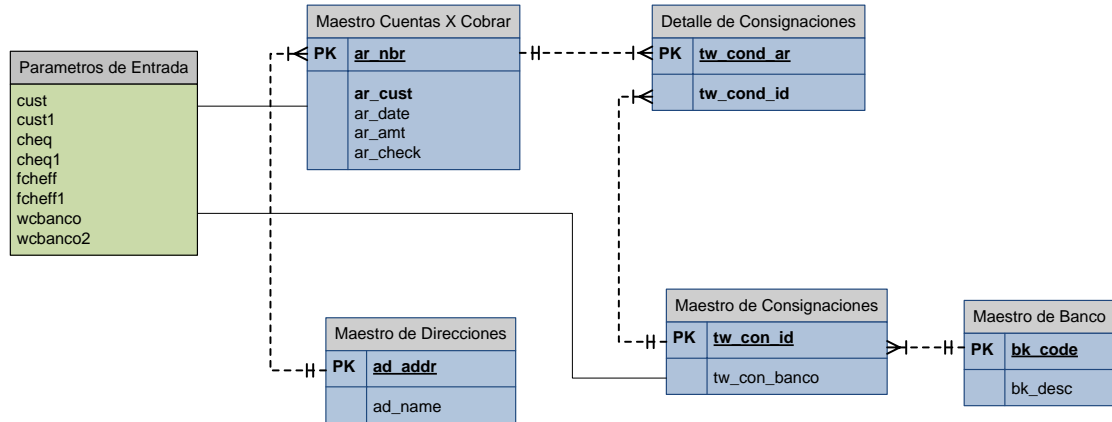 Parametros de Entrada
cust
cust1
cheq
cheq1
fcheff
fcheff1
wcbanco
wcbanco2
Maestro Cuentas X Cobrar
PK ar_nbr
ar_cust
ar_date
ar_amt
ar_check
Detalle de Consignaciones
PK tw_cond_ar
tw_cond_id
Maestro de Direcciones
PK ad_addr
ad_name
Maestro de Consignaciones
PK tw_con_id
tw_con_banco
Maestro de Banco
PK bk_code
bk_desc